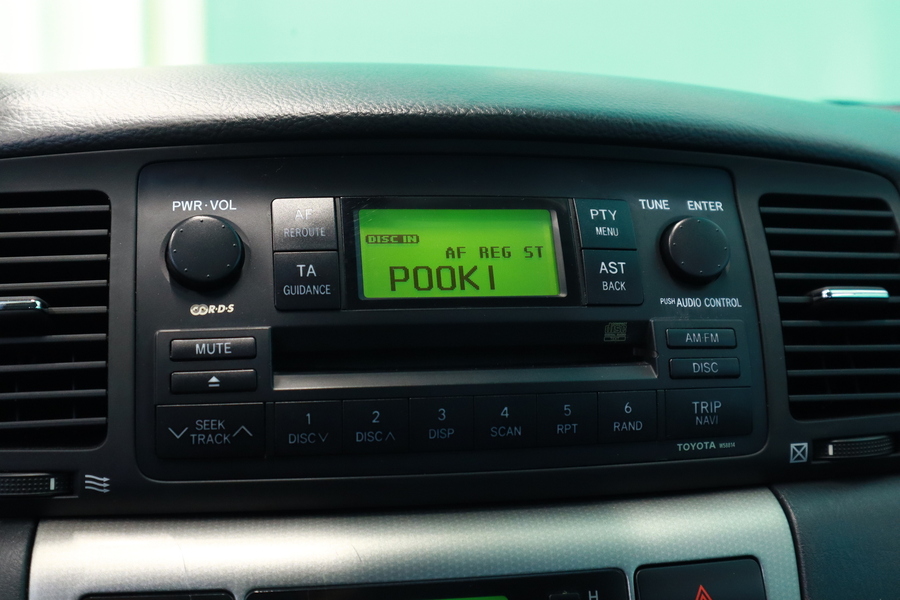 PWR·VOL
AF
REROUTE
TA
GUIDANCE
DISC IN
AF REG ST
POOKI
PTY
MENU
AST
BACK
TUNE ENTER
PUSH AUDIO CONTROL
R·D·S
MUTE
AM FM
DISC
SEEK
TRACK
1
DISC
2
DISC
3
DISP
4
SCAN
5
RPT
6
RAND
TRIP
NAVI
TOYOTA
H